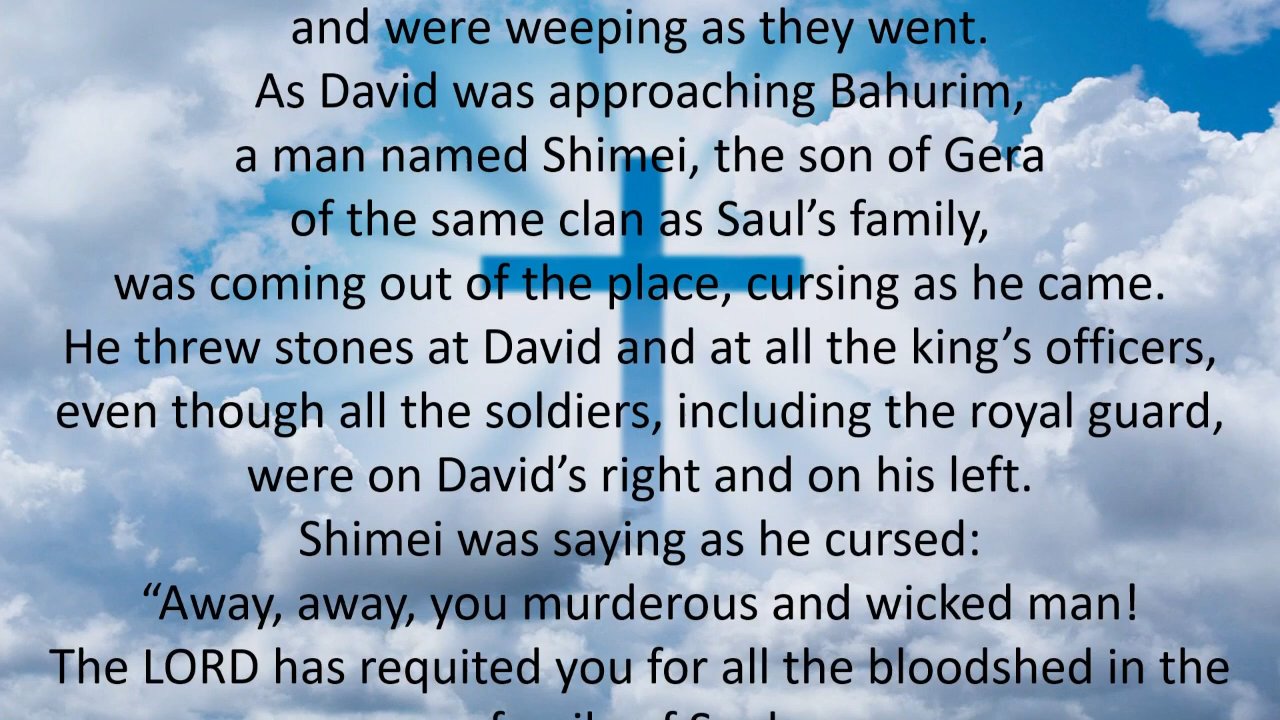 and were weeping as they went.
As David was approaching Bahurim,
a man named Shimei, the son of Gera
of the same clan as Saul’s family,
was coming out of the place, cursing as he came.
He threw stones at David and at all the king’s officers,
even though all the soldiers, including the royal guard,
were on David’s right and on his left.
Shimei was saying as he cursed:
“Away, away, you murderous and wicked man!
The LORD has requited you for all the bloodshed in the